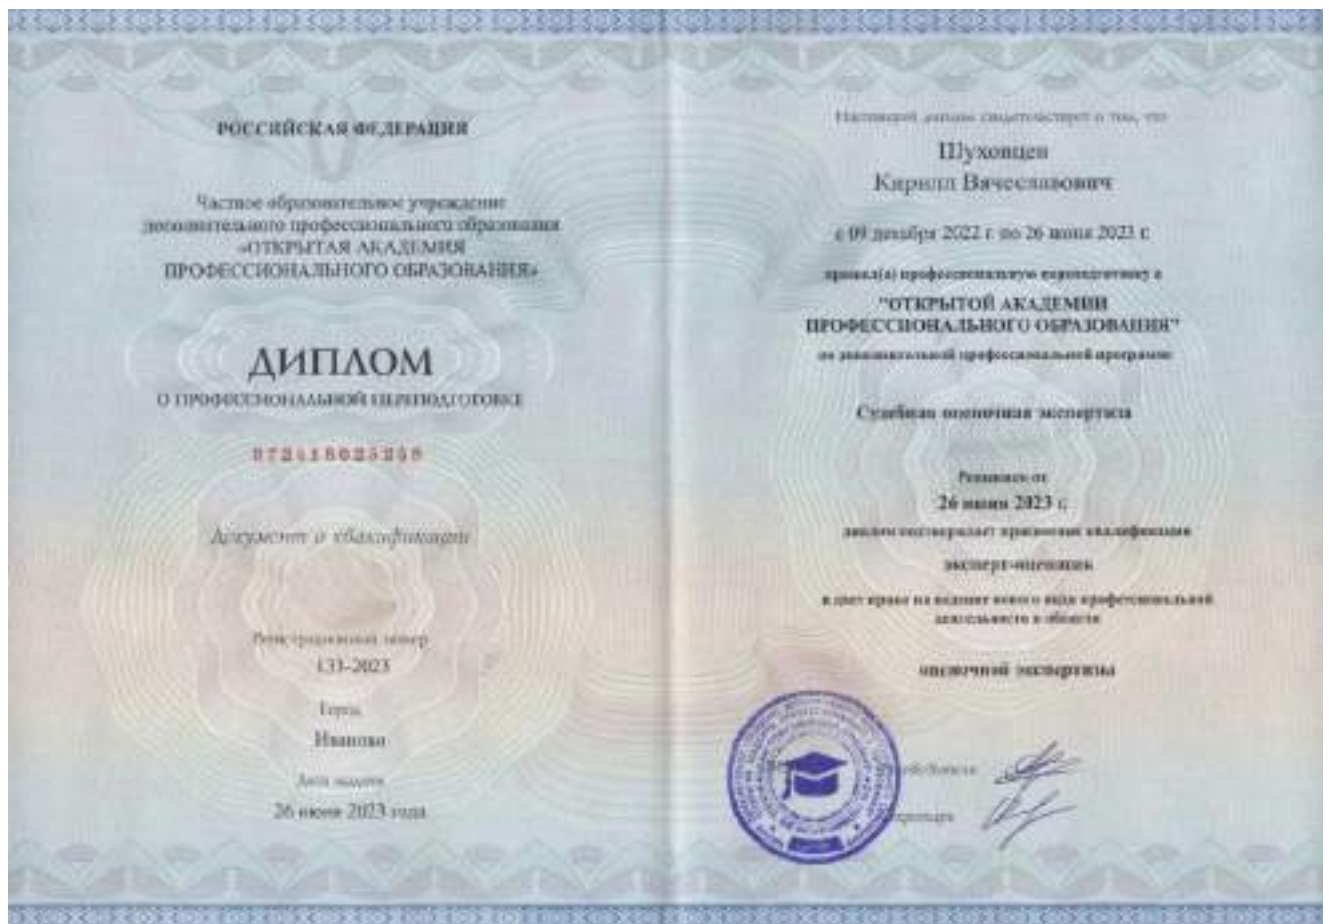 РОССИЙСКАЯ ФЕДЕРАЦИЯ
Частное образовательное учреждение
дополнительного профессионального образования
«ОТКРЫТАЯ АКАДЕМИЯ
ПРОФЕССИОНАЛЬНОГО ОБРАЗОВАНИЯ»
ДИПЛОМ
О ПРОФЕССИОНАЛЬНОЙ ПЕРЕПОДГОТОВКЕ
Документ о квалификации
Регистрационный номер
133-2023
Город
Иваново
Дата выдачи
26 июня 2023 года
Настоящий диплом свидетельствует о том, что
Шуховцев
Кирилл Вячеславович
с 09 декабря 2022 г. по 26 июня 2023 г.
прошел(а) профессиональную переподготовку в
"ОТКРЫТОЙ АКАДЕМИИ
ПРОФЕССИОНАЛЬНОГО ОБРАЗОВАНИЯ"
по дополнительной профессиональной программе
Судебная оценочная экспертиза
Решением от
26 июня 2023 г.
диплом подтверждает присвоение квалификации
эксперт-оценщик
и дает право на ведение нового вида профессиональной
деятельности в области
оценочной экспертизы